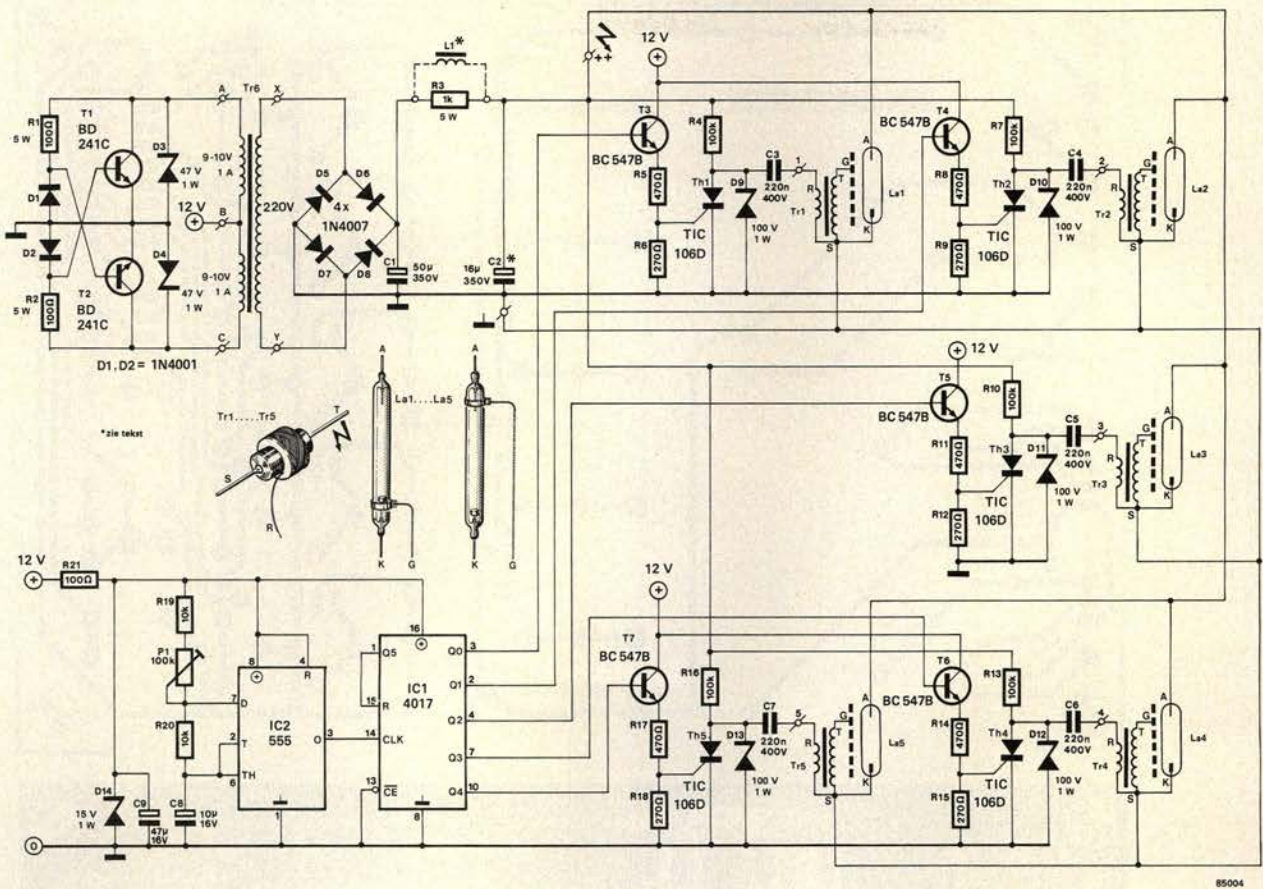 L1*
R3
1k
5 W
++
12 V
T3
BC 547B
R4
100k
R5
470Ω
R6
270Ω
Th1
TIC
106D
D9
100 V
1 W
C3
220n
400V
1
R
Tr1
G
T
S
A
K
La1
T4
BC 547B
R7
100k
R8
470Ω
R9
270Ω
Th2
TIC
106D
D10
100 V
1 W
C4
220n
400V
2
R
Tr2
G
T
S
A
K
La2
R1
100Ω
5 W
T1
BD
241C
D3
47 V
1 W
A
Tr6
X
9-10V
1 A
D1
12 V
B
220V
D2
D4
47 V
1 W
9-10V
1 A
R2
100Ω
5 W
T2
BD
241C
C
Y
D1, D2 = 1N4001
D5
D6
4x
1N4007
D7
D8
C1
50µ
350V
C2
*
16µ
350V
Tr1.....Tr5
T
S
R
*zie tekst
A
La1....La5
K
G
A
K
G
12 V
T5
BC 547B
R10
100k
R11
470Ω
R12
270Ω
Th3
TIC
106D
D11
100 V
1 W
C5
220n
400V
3
R
Tr3
G
T
S
A
K
La3
12 V
R21
100Ω
R19
10k
P1
100k
R20
10k
D14
15 V
1 W
C9
47µ
16V
C8
10µ
16V
8
4
R
7
D
2
T
6
TH
IC2
555
O
3
1
16
1
Q5
15
R
14
CLK
13
CE
IC1
4017
Q0
3
Q1
2
Q2
4
Q3
7
Q4
10
8
0
12 V
T7
BC 547B
R16
100k
R17
470Ω
R18
270Ω
Th5
TIC
106D
D13
100 V
1 W
C7
220n
400V
5
R
Tr5
G
T
S
A
K
La5
T6
BC 547B
R13
100k
R14
470Ω
R15
270Ω
Th4
TIC
106D
D12
100 V
1 W
C6
220n
400V
4
R
Tr4
G
T
S
A
K
La4
85004